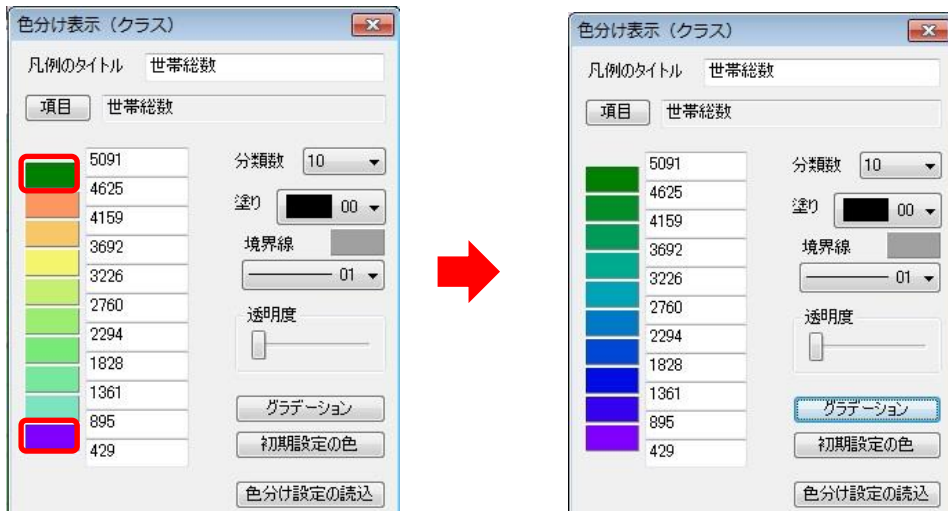 色分け表示（クラス）
凡例のタイトル 世帯総数
項目 世帯総数
5091
4625
4159
3692
3226
2760
2294
1828
1361
895
429
分類数 10
塗り 00
境界線
01
透明度
グラデーション
初期設定の色
色分け設定の読込
色分け表示（クラス）
凡例のタイトル 世帯総数
項目 世帯総数
5091
4625
4159
3692
3226
2760
2294
1828
1361
895
429
分類数 10
塗り 00
境界線
01
透明度
グラデーション
初期設定の色
色分け設定の読込